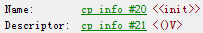 Name: cp info #20 <<init>>
Descriptor: cp info #21 <()V>